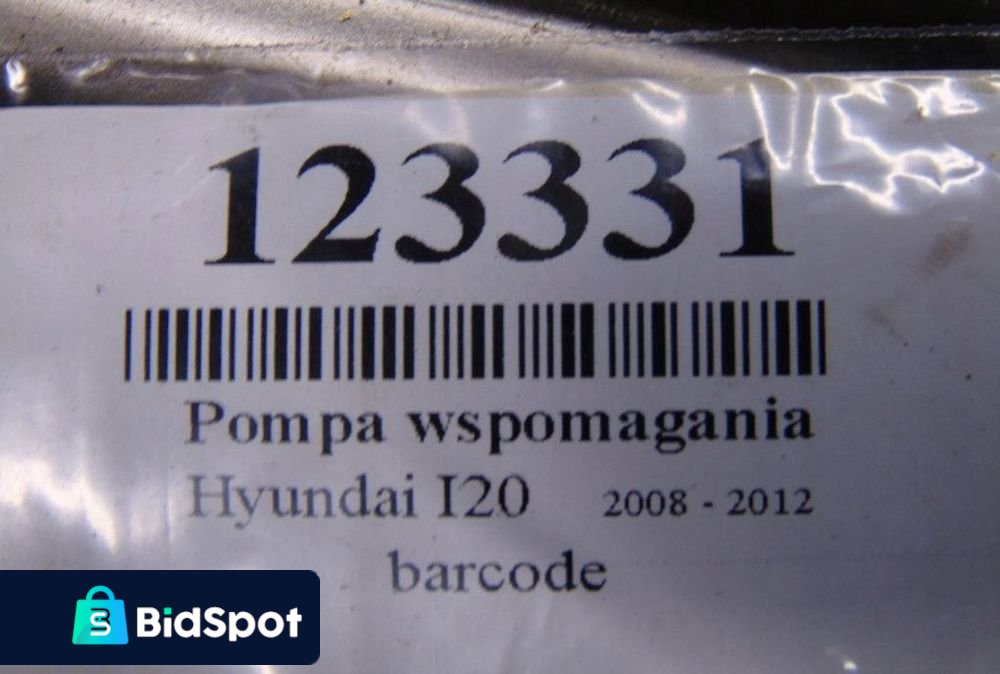 123331
Pompa wspomagania
Hyundai I20 2008 - 2012
barcode
BidSpot